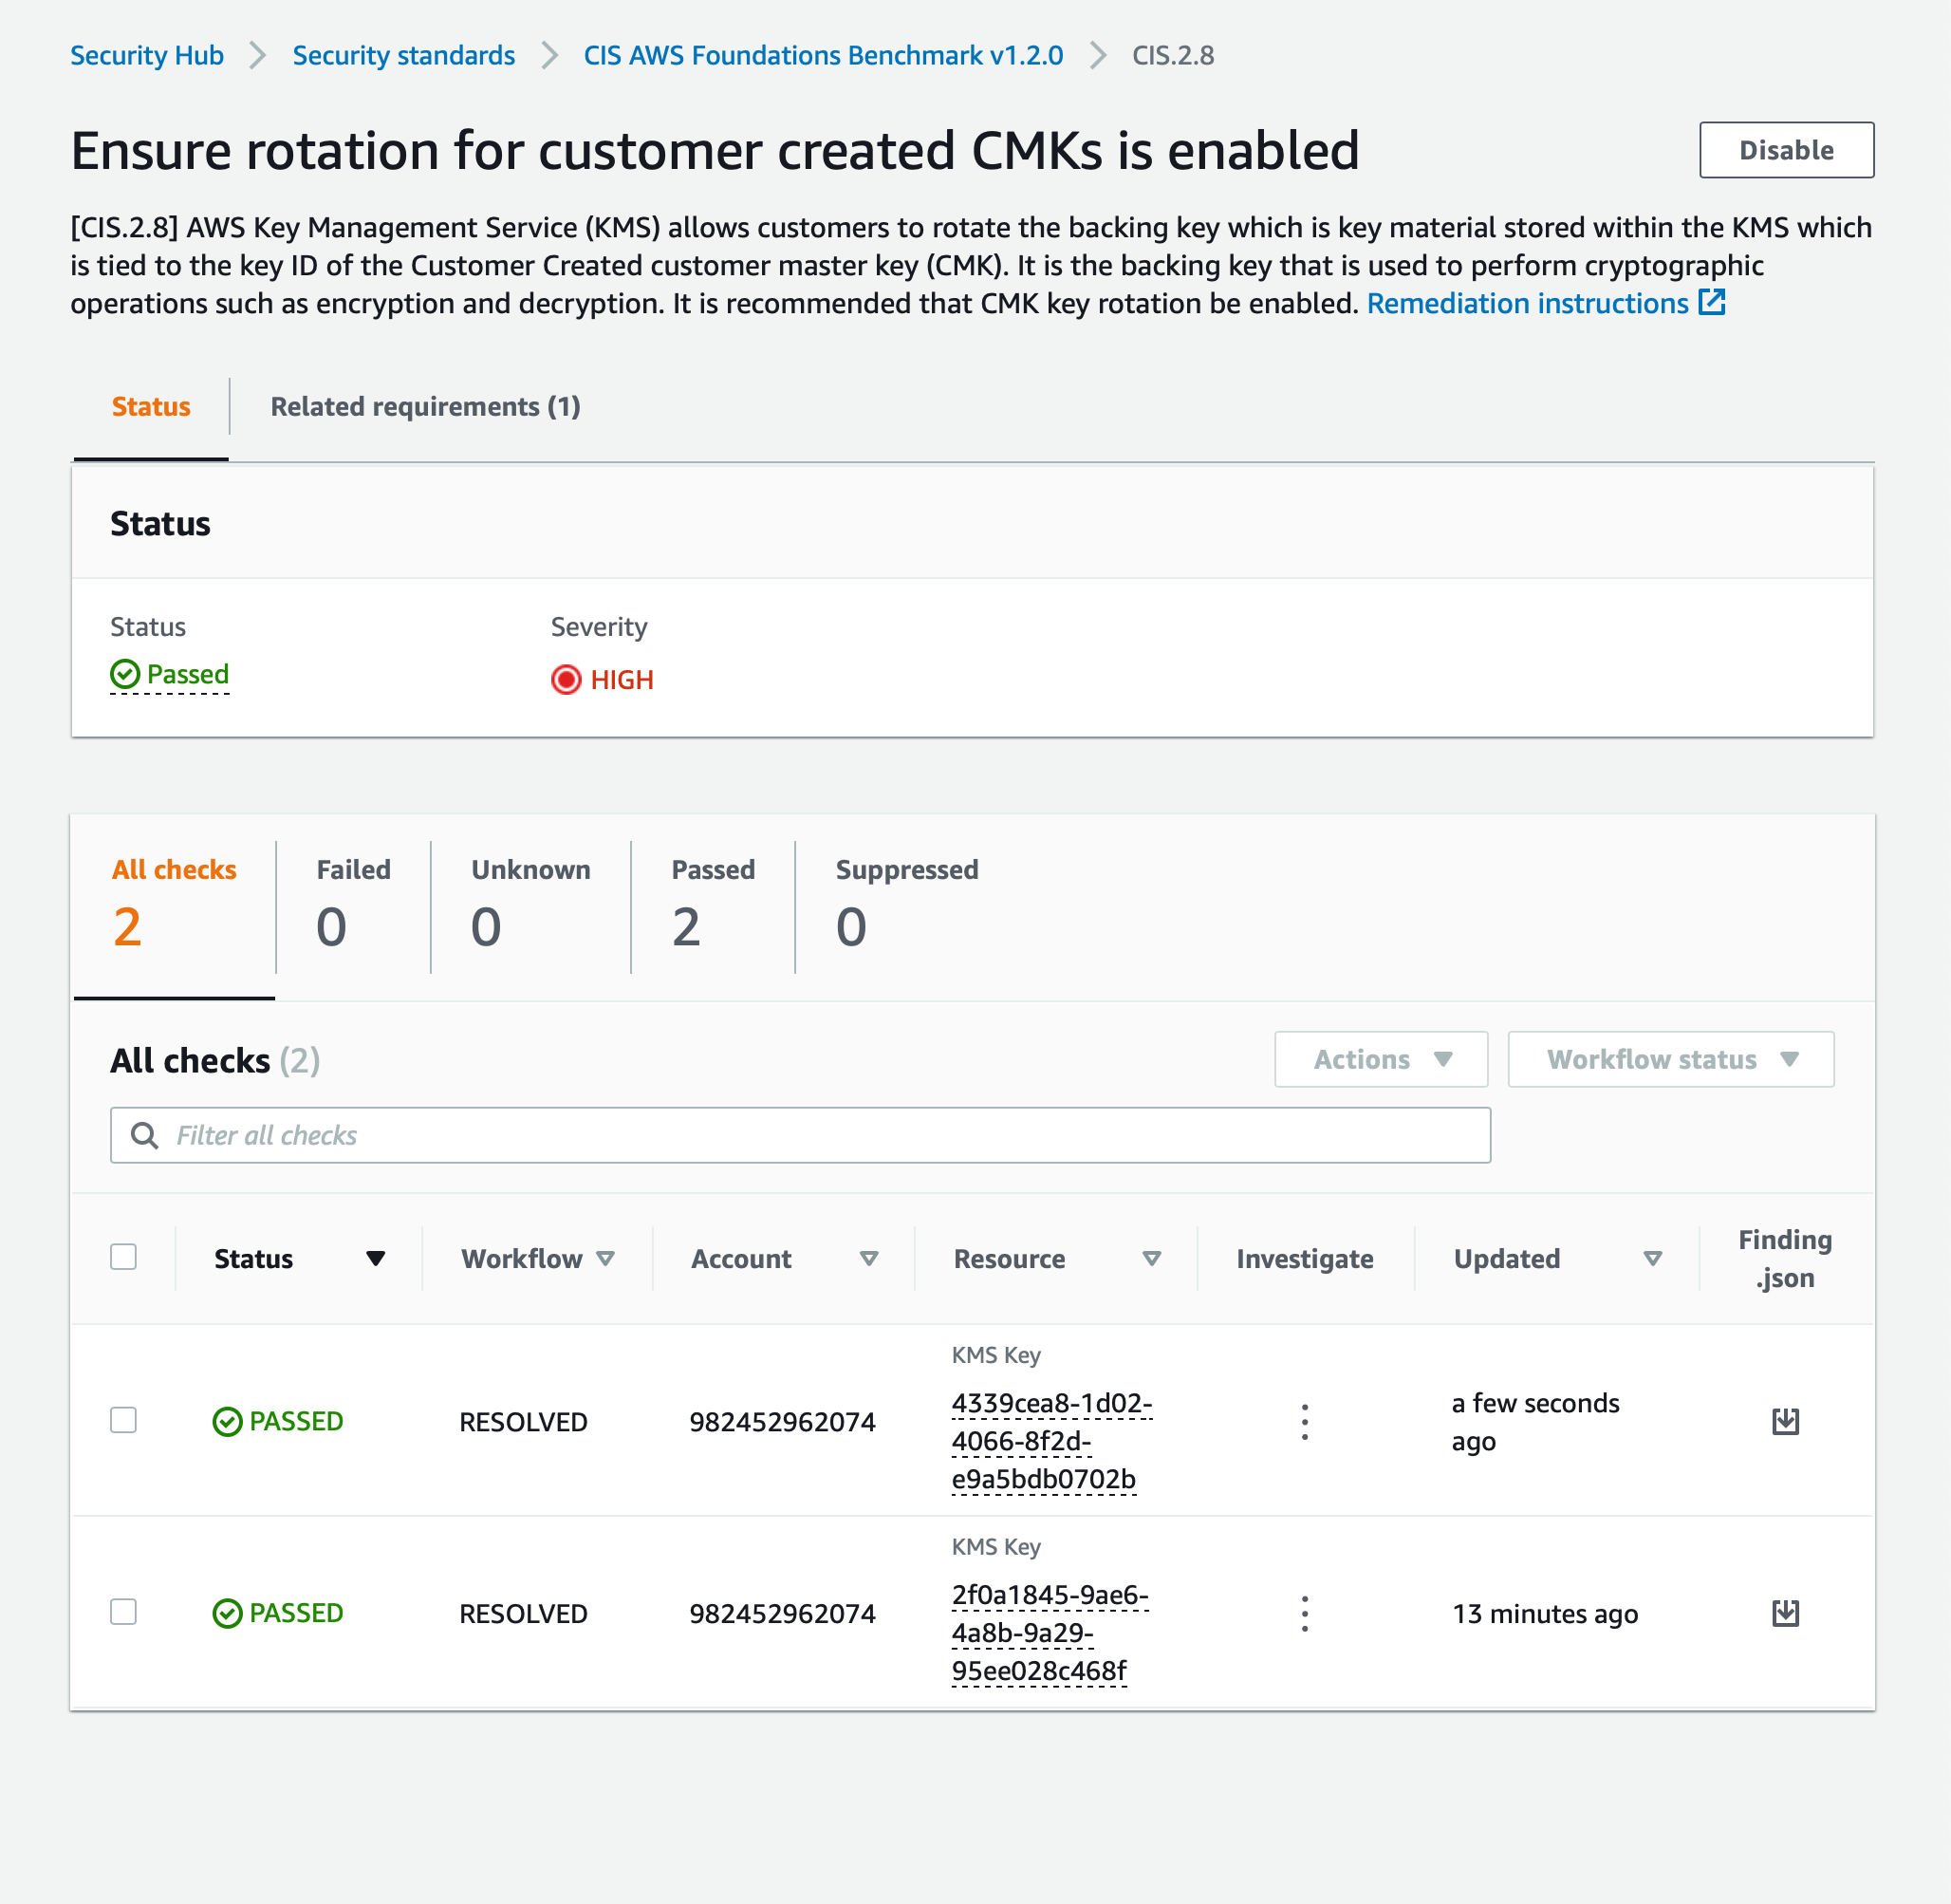 Security Hub > Security standards > CIS AWS Foundations Benchmark v1.2.0 > CIS.2.8
Ensure rotation for customer created CMKs is enabled
Disable
[CIS.2.8] AWS Key Management Service (KMS) allows customers to rotate the backing key which is key material stored within the KMS which
is tied to the key ID of the Customer Created customer master key (CMK). It is the backing key that is used to perform cryptographic
operations such as encryption and decryption. It is recommended that CMK key rotation be enabled. Remediation instructions
Status
Related requirements (1)
Status
Status
Severity
Passed
HIGH
All checks
Failed
Unknown
Passed
Suppressed
2
0
0
2
0
All checks (2)
Actions
Workflow status
Filter all checks
Status
Workflow
Account
Resource
Investigate
Updated
Finding
.json
KMS Key
PASSED
RESOLVED
982452962074
4339cea8-1d02-
4066-8f2d-
e9a5bdb0702b
a few seconds
ago
KMS Key
PASSED
RESOLVED
982452962074
2f0a1845-9ae6-
4a8b-9a29-
95ee028c468f
13 minutes ago